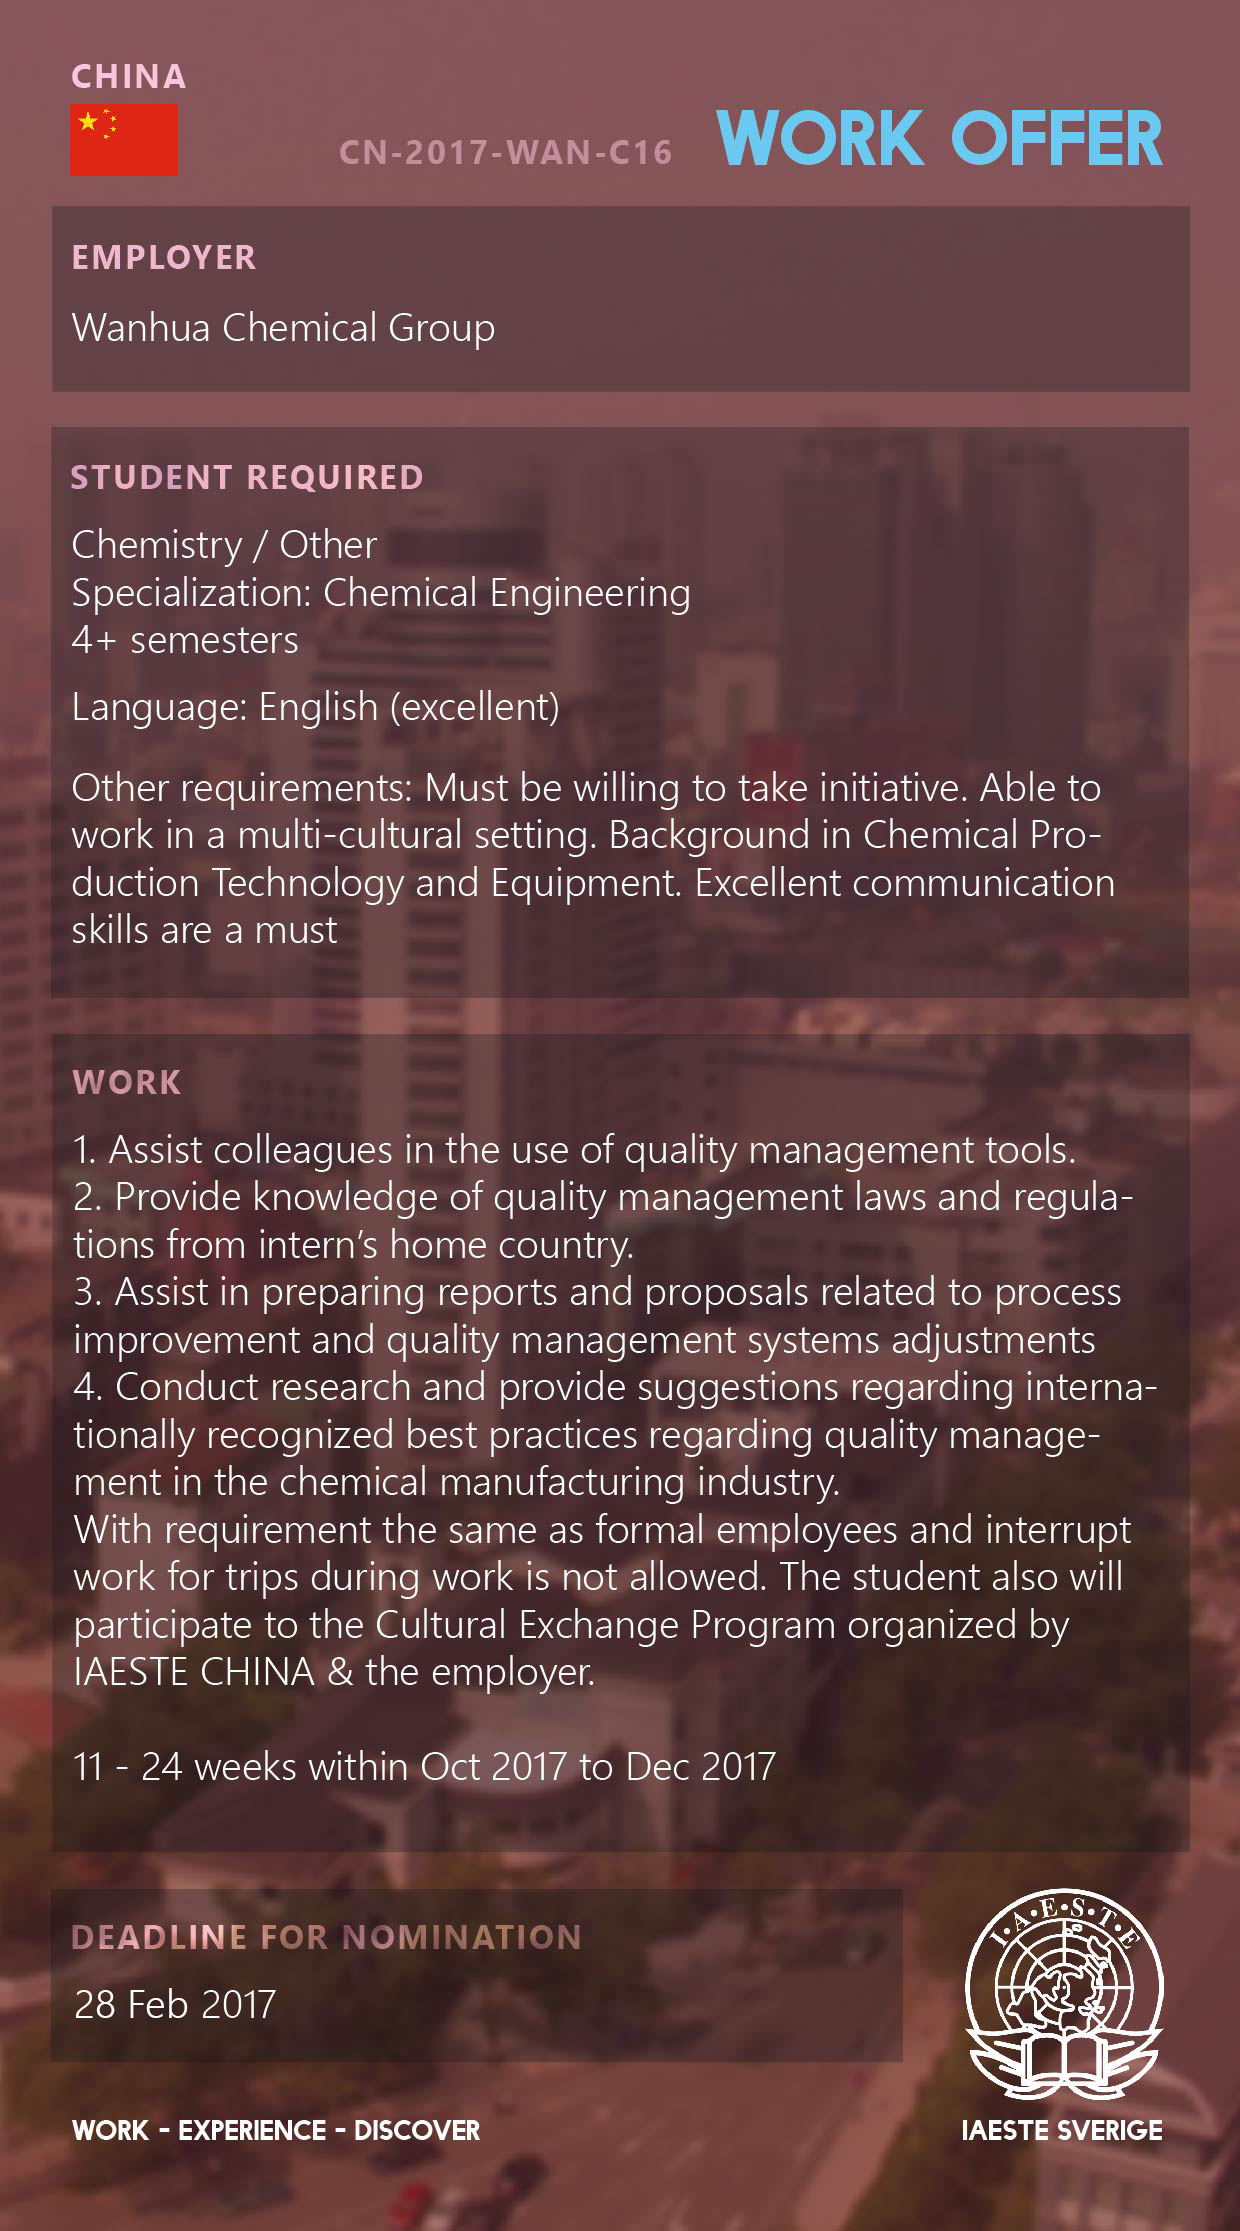 CHINA
CN-2017-WAN-C16 WORK OFFER
EMPLOYER
Wanhua Chemical Group
STUDENT REQUIRED
Chemistry / Other
Specialization: Chemical Engineering
4+ semesters
Language: English (excellent)
Other requirements: Must be willing to take initiative. Able to
work in a multi-cultural setting. Background in Chemical Pro-
duction Technology and Equipment. Excellent communication
skills are a must
WORK
1. Assist colleagues in the use of quality management tools.
2. Provide knowledge of quality management laws and regula-
tions from intern’s home country.
3. Assist in preparing reports and proposals related to process
improvement and quality management systems adjustments
4. Conduct research and provide suggestions regarding interna-
tionally recognized best practices regarding quality manage-
ment in the chemical manufacturing industry.
With requirement the same as formal employees and interrupt
work for trips during work is not allowed. The student also will
participate to the Cultural Exchange Program organized by
IAESTE CHINA & the employer.
11 - 24 weeks within Oct 2017 to Dec 2017
DEADLINE FOR NOMINATION
28 Feb 2017
I·A·E·S·T·E
WORK - EXPERIENCE - DISCOVER
IAESTE SVERIGE